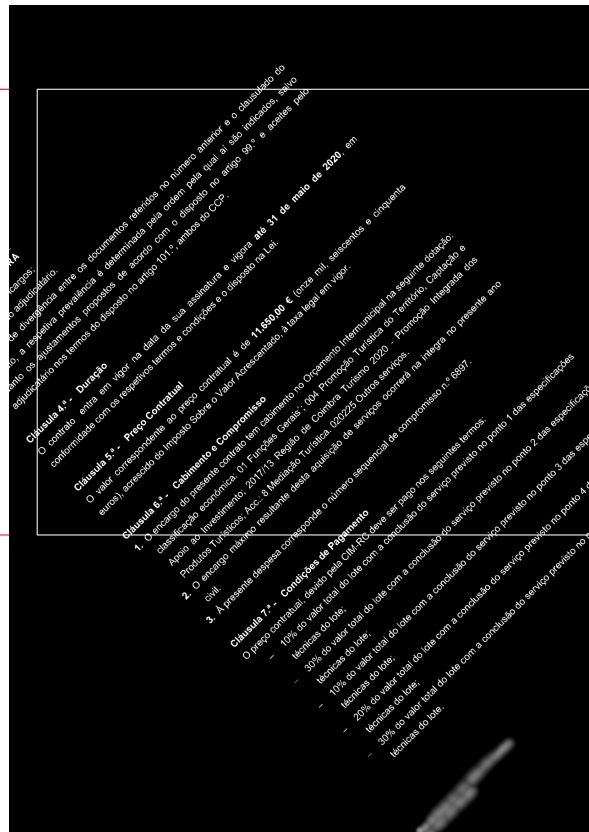 RA
cargos.
o adjudicatário.
de divergência entre os documentos referidos no número anterior e o clausulado do
to, a respetiva prevalência é determinada pela ordem pela qual aí são indicados, salvo
anto os ajustamentos propostos de acordo com o disposto no artigo 99.º e aceites pelo
adjudicatário nos termos do disposto no artigo 101.º, ambos do CCP.
Cláusula 4.ª - Duração
O contrato entra em vigor na data da sua assinatura e vigora até 31 de maio de 2020, em
conformidade com os respetivos termos e condições e o disposto na Lei.
Cláusula 5.ª - Preço Contratual
O valor correspondente ao preço contratual é de 11.650,00 € (onze mil, seiscentos e cinquenta
euros), acrescido do Imposto Sobre o Valor Acrescentado, à taxa legal em vigor.
Cláusula 6.ª - Cabimento e Compromisso
1. O encargo do presente contrato tem cabimento no Orçamento Intermunicipal na seguinte dotação:
classificação económica: 01 Funções Gerais; : 004 Promoção Turística do Território, Captação e
Apoio ao Investimento; 2017/13 Região de Coimbra Turismo 2020 - Promoção Integrada dos
Produtos Turísticos; Acc.: 8 Mediação Turística, 020225 Outros serviços.
2. O encargo máximo resultante desta aquisição de serviços ocorrerá na íntegra no presente ano
civil.
3. À presente despesa corresponde o número sequencial de compromisso n.º 6897.
Cláusula 7.ª - Condições de Pagamento
O preço contratual, devido pela CIM-RC deve ser pago nos seguintes termos:
- 10% do valor total do lote com a conclusão do serviço previsto no ponto 1 das especificações
técnicas do lote;
- 30% do valor total do lote com a conclusão do serviço previsto no ponto 2 das especificaçõ
técnicas do lote;
- 10% do valor total do lote com a conclusão do serviço previsto no ponto 3 das espe
técnicas do lote;
- 20% do valor total do lote com a conclusão do serviço previsto no ponto 4 d
técnicas do lote;
- 30% do valor total do lote com a conclusão do serviço previsto no
técnicas do lote.